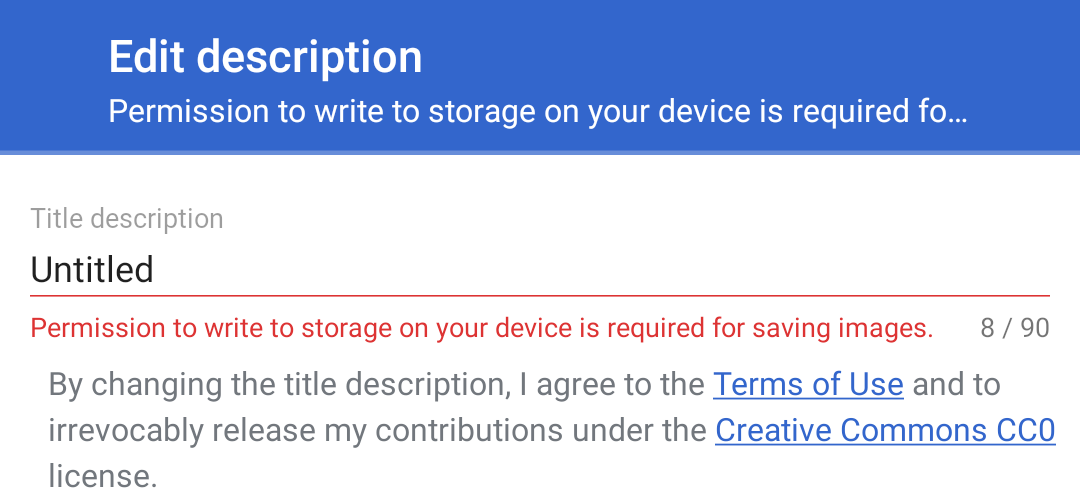 Edit description
Permission to write to storage on your device is required fo...
Title description
Untitled
Permission to write to storage on your device is required for saving images. 8 / 90
By changing the title description, I agree to the Terms of Use and to
irrevocably release my contributions under the Creative Commons CC0
license.